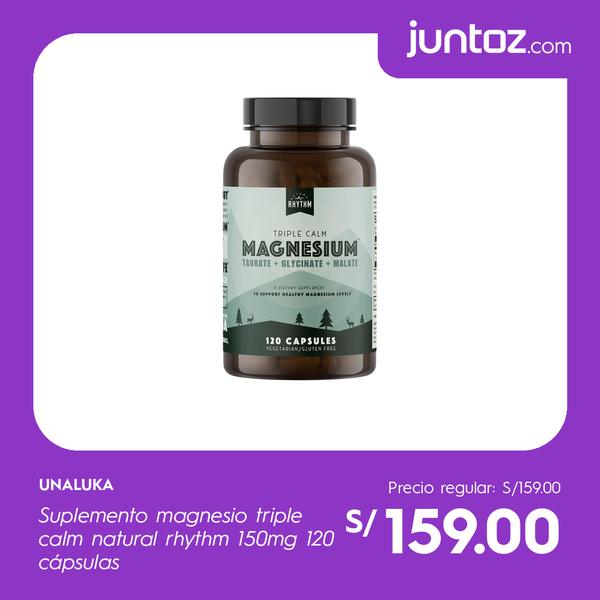 juntoz.com
RHYTHM
TRIPLE CALM
MAGNESIUM
TAURATE + GLYCINATE + MALATE
A DIETARY SUPPLEMENT
TO SUPPORT HEALTHY MAGNESIUM LEVELS
120 CAPSULES
VEGETARIAN/GLUTEN FREE
UNALUKA
Suplemento magnesio triple
calm natural rhythm 150mg 120
cápsulas
Precio regular: S/159.00
S/ 159.00